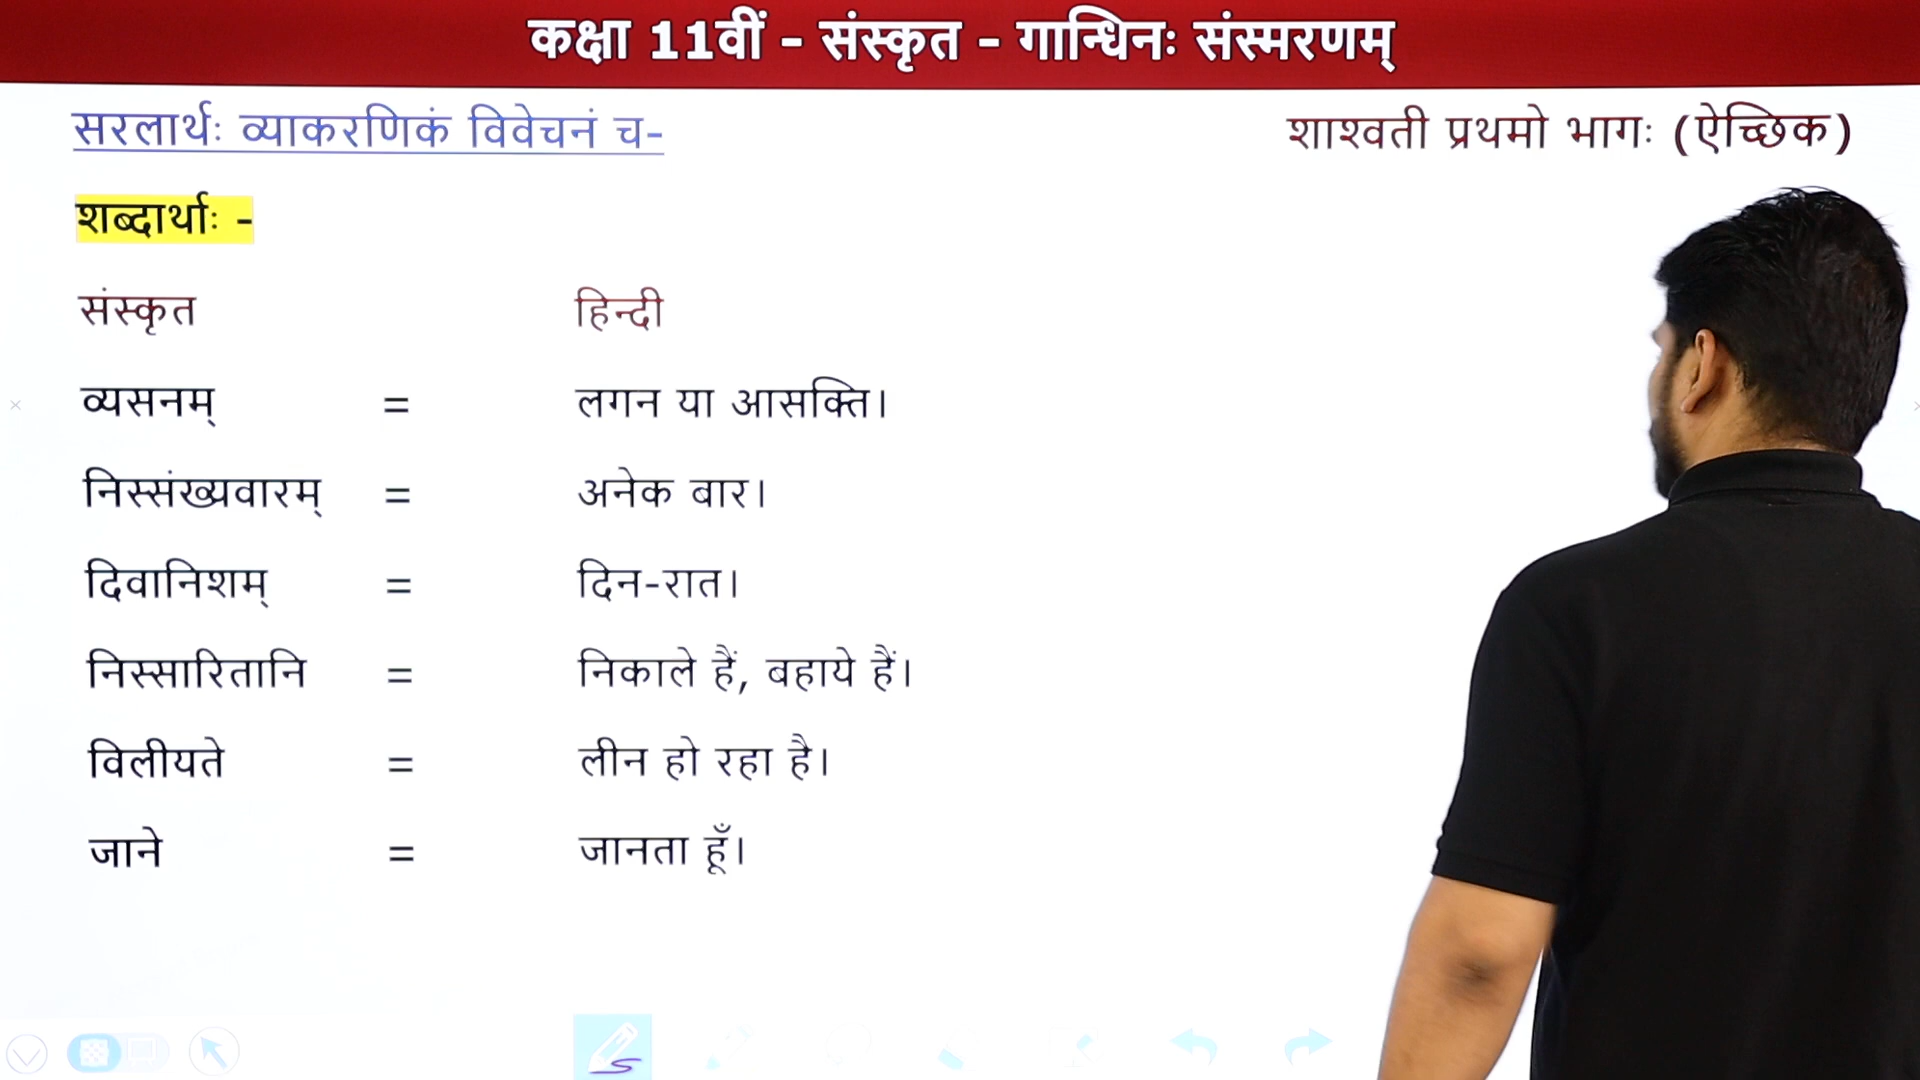 कक्षा 11वीं - संस्कृत - गान्धिनः संस्मरणम्
सरलार्थः व्याकरणिकं विवेचनं च-
शाश्वती प्रथमो भागः (ऐच्छिक)
शब्दार्थाः -
संस्कृत हिन्दी
व्यसनम् = लगन या आसक्ति।
निस्संख्यवारम् = अनेक बार।
दिवानिशम् = दिन-रात।
निस्सारितानि = निकाले हैं, बहाये हैं।
विलीयते = लीन हो रहा है।
जाने = जानता हूँ।